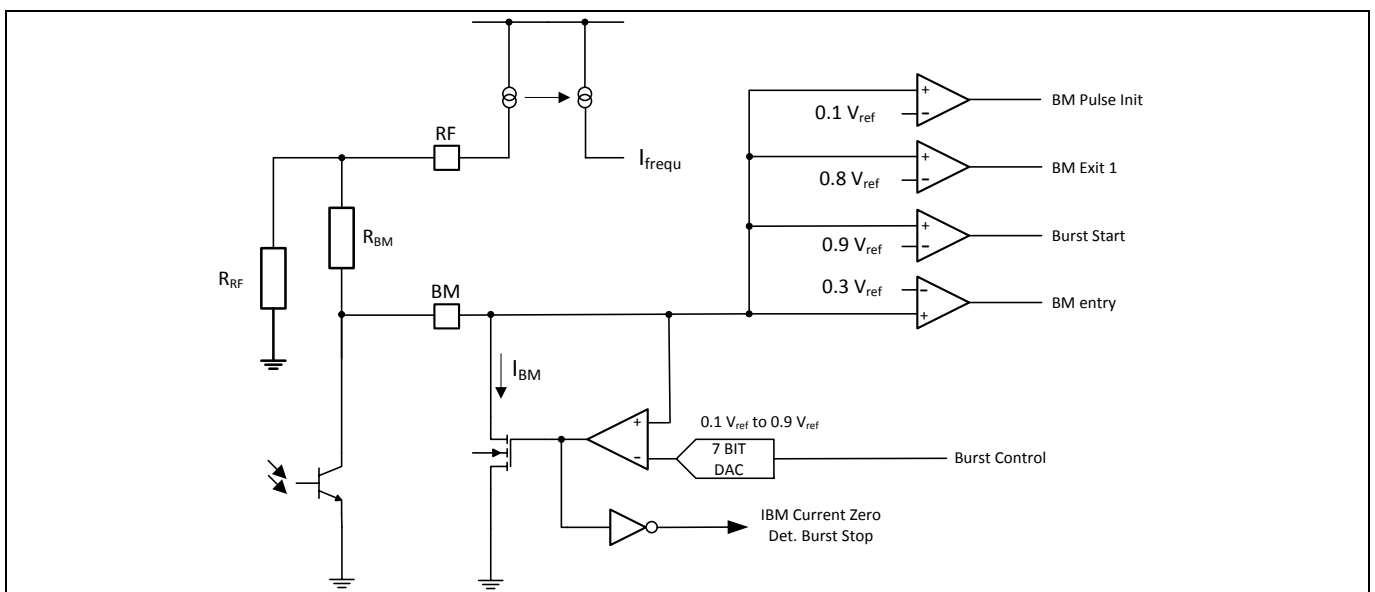 BM Pulse Init
0.1 Vref
RF
Ifrequ
BM Exit 1
0.8 Vref
RBM
Burst Start
0.9 Vref
RRF
BM
0.3 Vref
BM entry
IBM
+
-
+
-
+
-
-
+
+
-
0.1 Vref to 0.9 Vref
7 BIT
DAC
Burst Control
IBM Current Zero
Det. Burst Stop